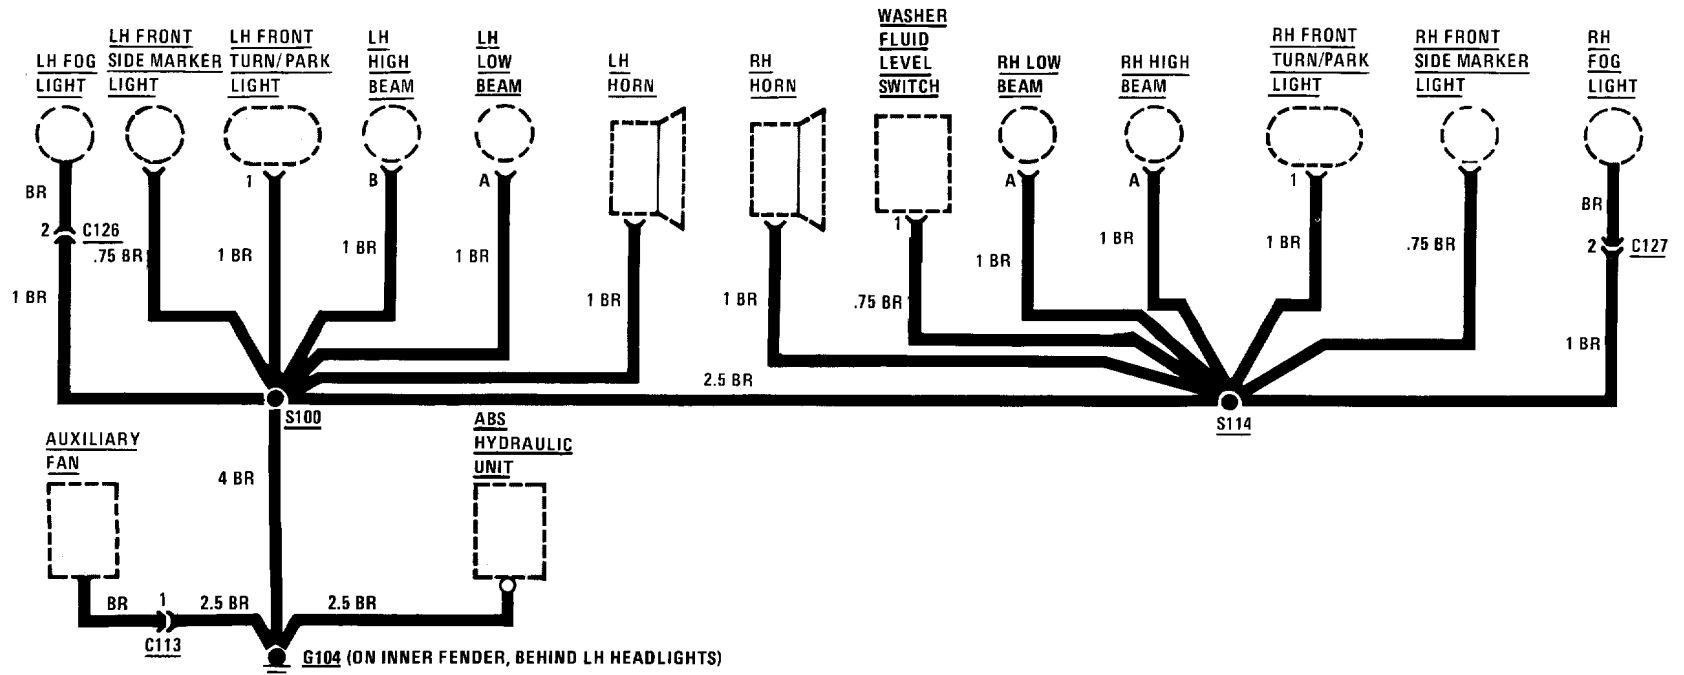 LH FOG
LIGHT
LH FRONT
SIDE MARKER
LIGHT
LH FRONT
TURN/PARK
LIGHT
LH
HIGH
BEAM
LH
LOW
BEAM
LH
HORN
RH
HORN
WASHER
FLUID
LEVEL
SWITCH
RH LOW
BEAM
RH HIGH
BEAM
RH FRONT
TURN/PARK
LIGHT
RH FRONT
SIDE MARKER
LIGHT
RH
FOG
LIGHT
BR
2
C126
1 BR
.75 BR
1
1 BR
B
1 BR
A
1 BR
1 BR
1 BR
1
.75 BR
A
1 BR
A
1 BR
1
1 BR
.75 BR
BR
2
C127
1 BR
2.5 BR
S100
S114
AUXILIARY
FAN
4 BR
ABS
HYDRAULIC
UNIT
BR
1
C113
2.5 BR
2.5 BR
G104 (ON INNER FENDER, BEHIND LH HEADLIGHTS)